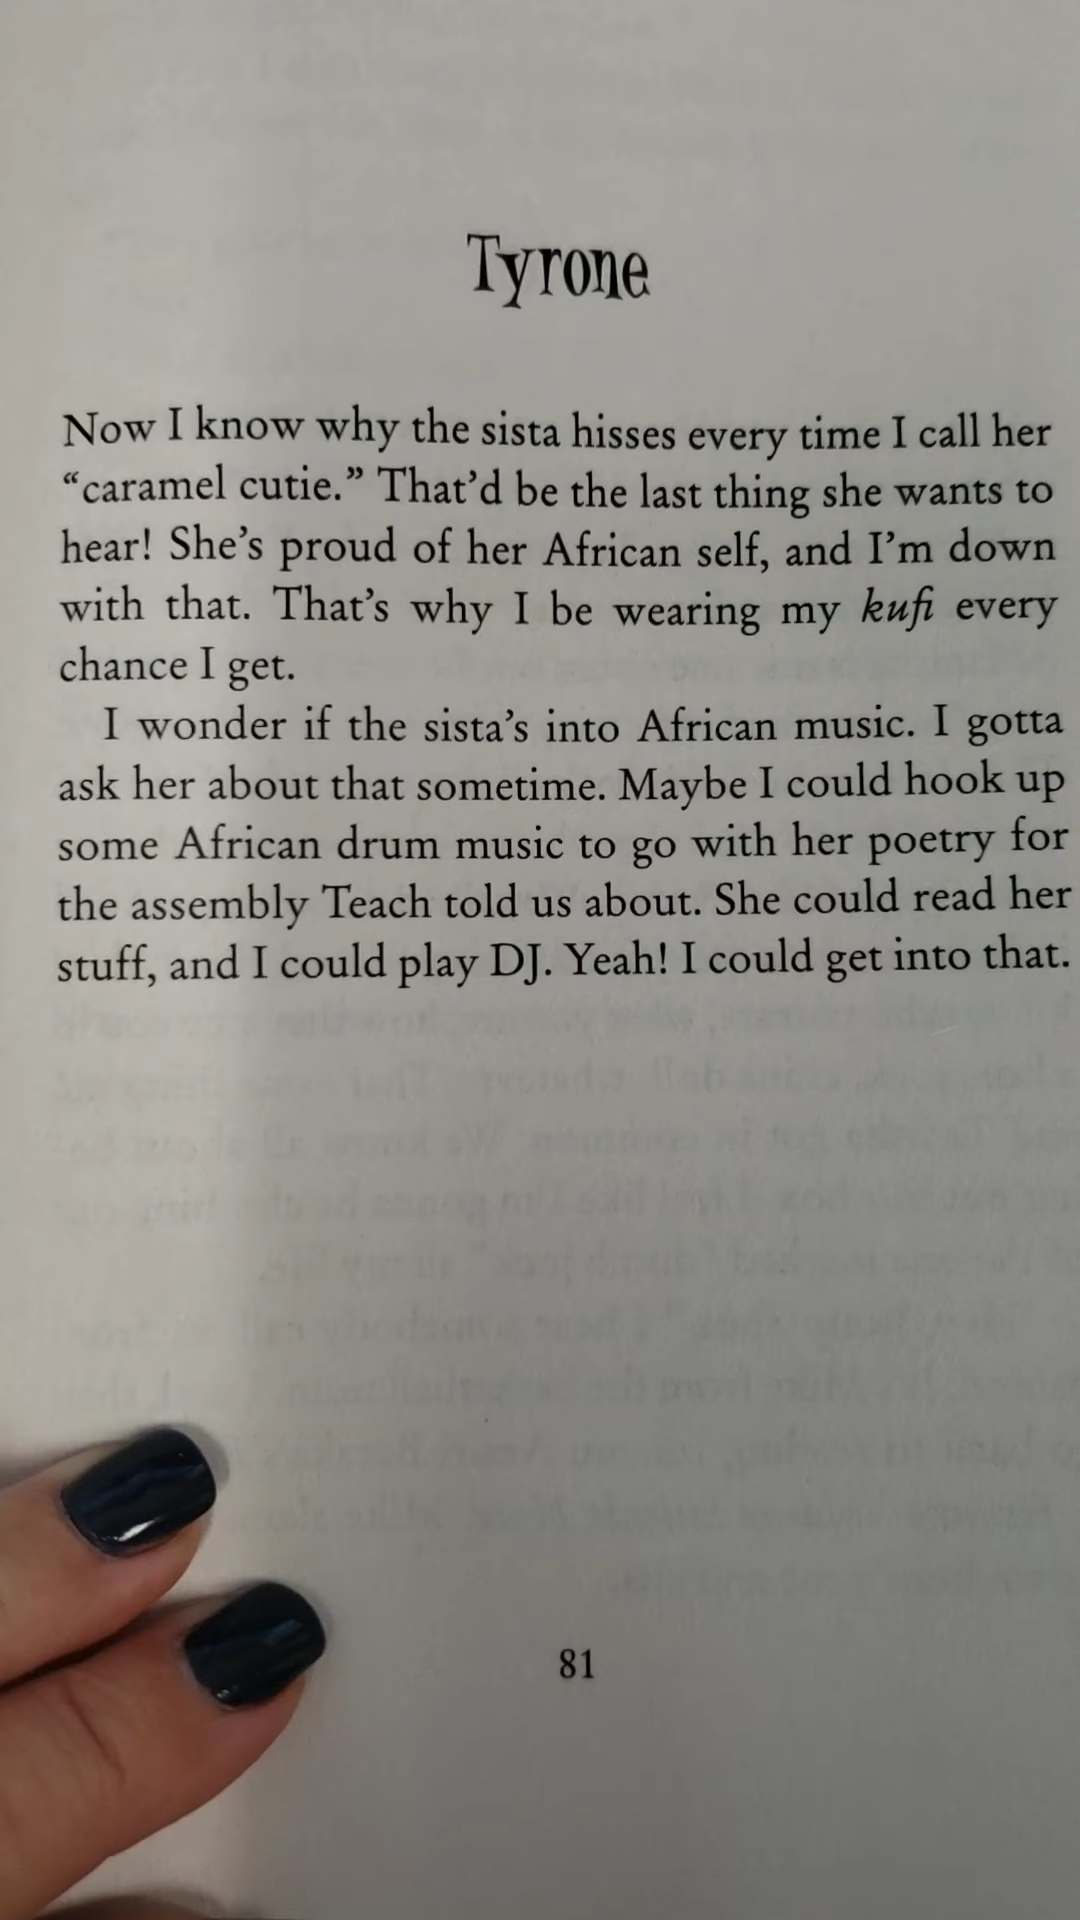 Tyrone
Now I know why the sista hisses every time I call her
“caramel cutie.” That’d be the last thing she wants to
hear! She’s proud of her African self, and I’m down
with that. That’s why I be wearing my kufi every
chance I get.
I wonder if the sista’s into African music. I gotta
ask her about that sometime. Maybe I could hook up
some African drum music to go with her poetry for
the assembly Teach told us about. She could read her
stuff, and I could play DJ. Yeah! I could get into that.
81